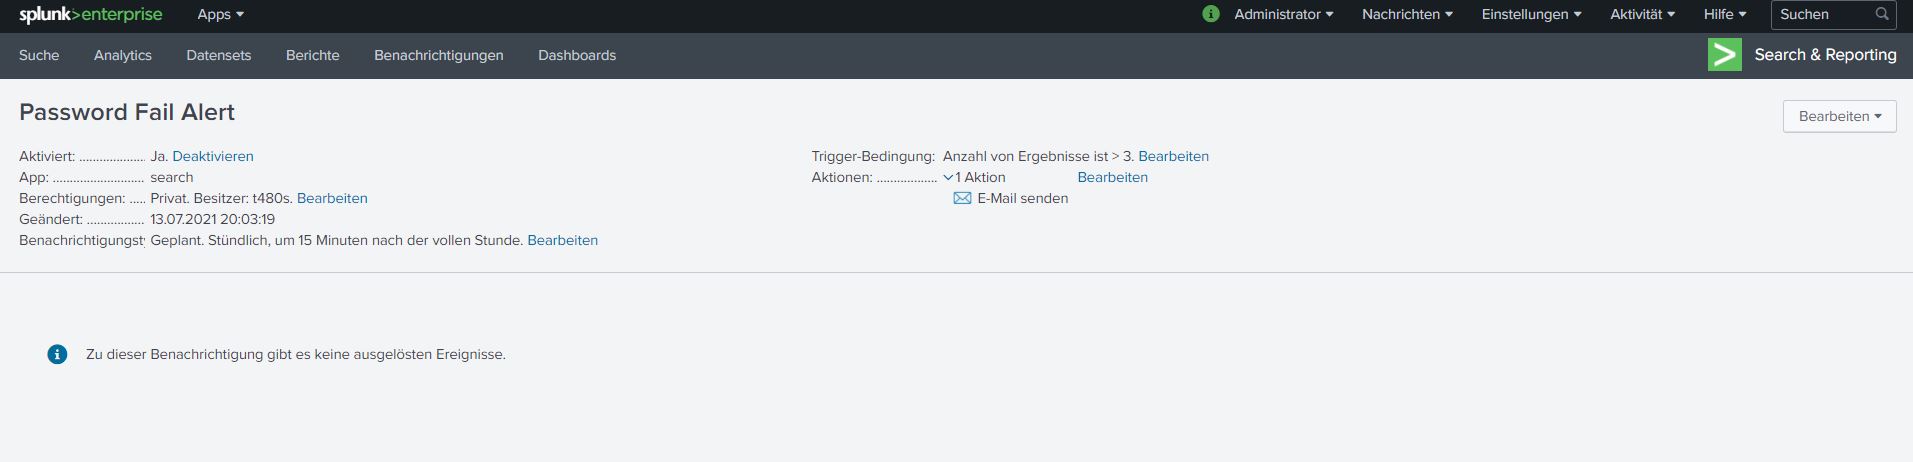 splunk>enterprise Apps Administrator Nachrichten Einstellungen Aktivität Hilfe Suchen
Suche Analytics Datensets Berichte Benachrichtigungen Dashboards Search & Reporting
Password Fail Alert
Bearbeiten
Aktiviert: .................... Ja. Deaktivieren
App: ........................... search
Berechtigungen: ..... Privat. Besitzer: t480s. Bearbeiten
Geändert: ................. 13.07.2021 20:03:19
Benachrichtigungst Geplant. Stündlich, um 15 Minuten nach der vollen Stunde. Bearbeiten
Trigger-Bedingung: Anzahl von Ergebnisse ist > 3. Bearbeiten
Aktionen: .................. 1 Aktion Bearbeiten
E-Mail senden
Zu dieser Benachrichtigung gibt es keine ausgelösten Ereignisse.